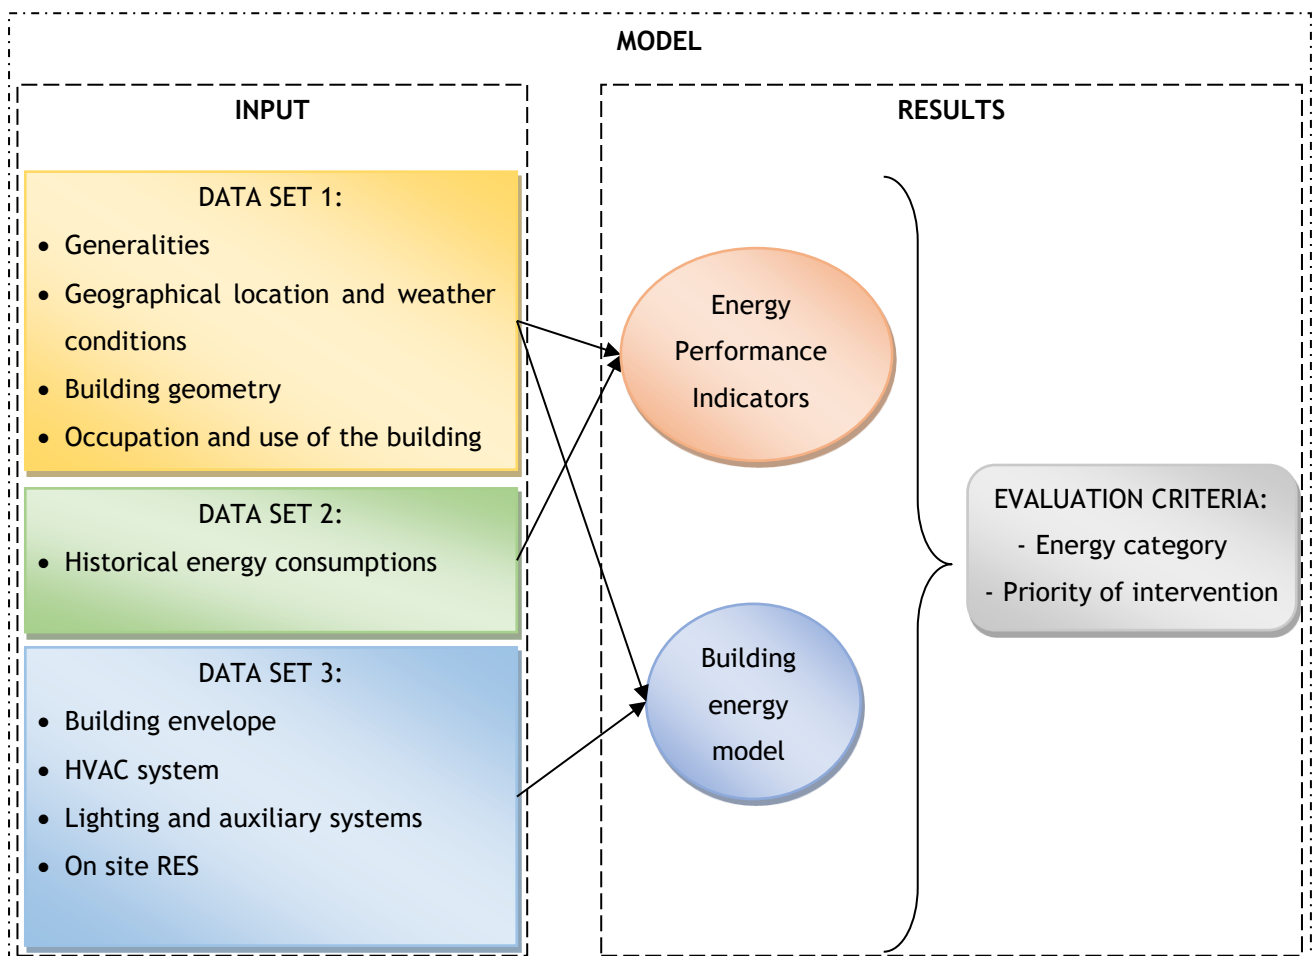 MODEL
INPUT
DATA SET 1:
• Generalities
• Geographical location and weather
conditions
• Building geometry
• Occupation and use of the building
DATA SET 2:
• Historical energy consumptions
DATA SET 3:
• Building envelope
• HVAC system
• Lighting and auxiliary systems
• On site RES
RESULTS
Energy
Performance
Indicators
Building
energy
model
EVALUATION CRITERIA:
- Energy category
- Priority of intervention